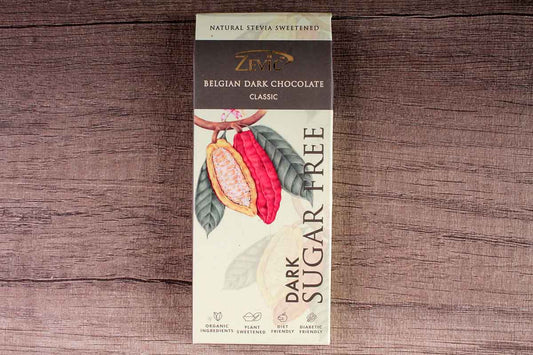 NATURAL STEVIA SWEETENED
ZEVIC
BELGIAN DARK CHOCOLATE
CLASSIC
DARK
SUGAR FREE
ORGANIC INGREDIENTS
PLANT SWEETENED
DIET FRIENDLY
DIABETIC FRIENDLY